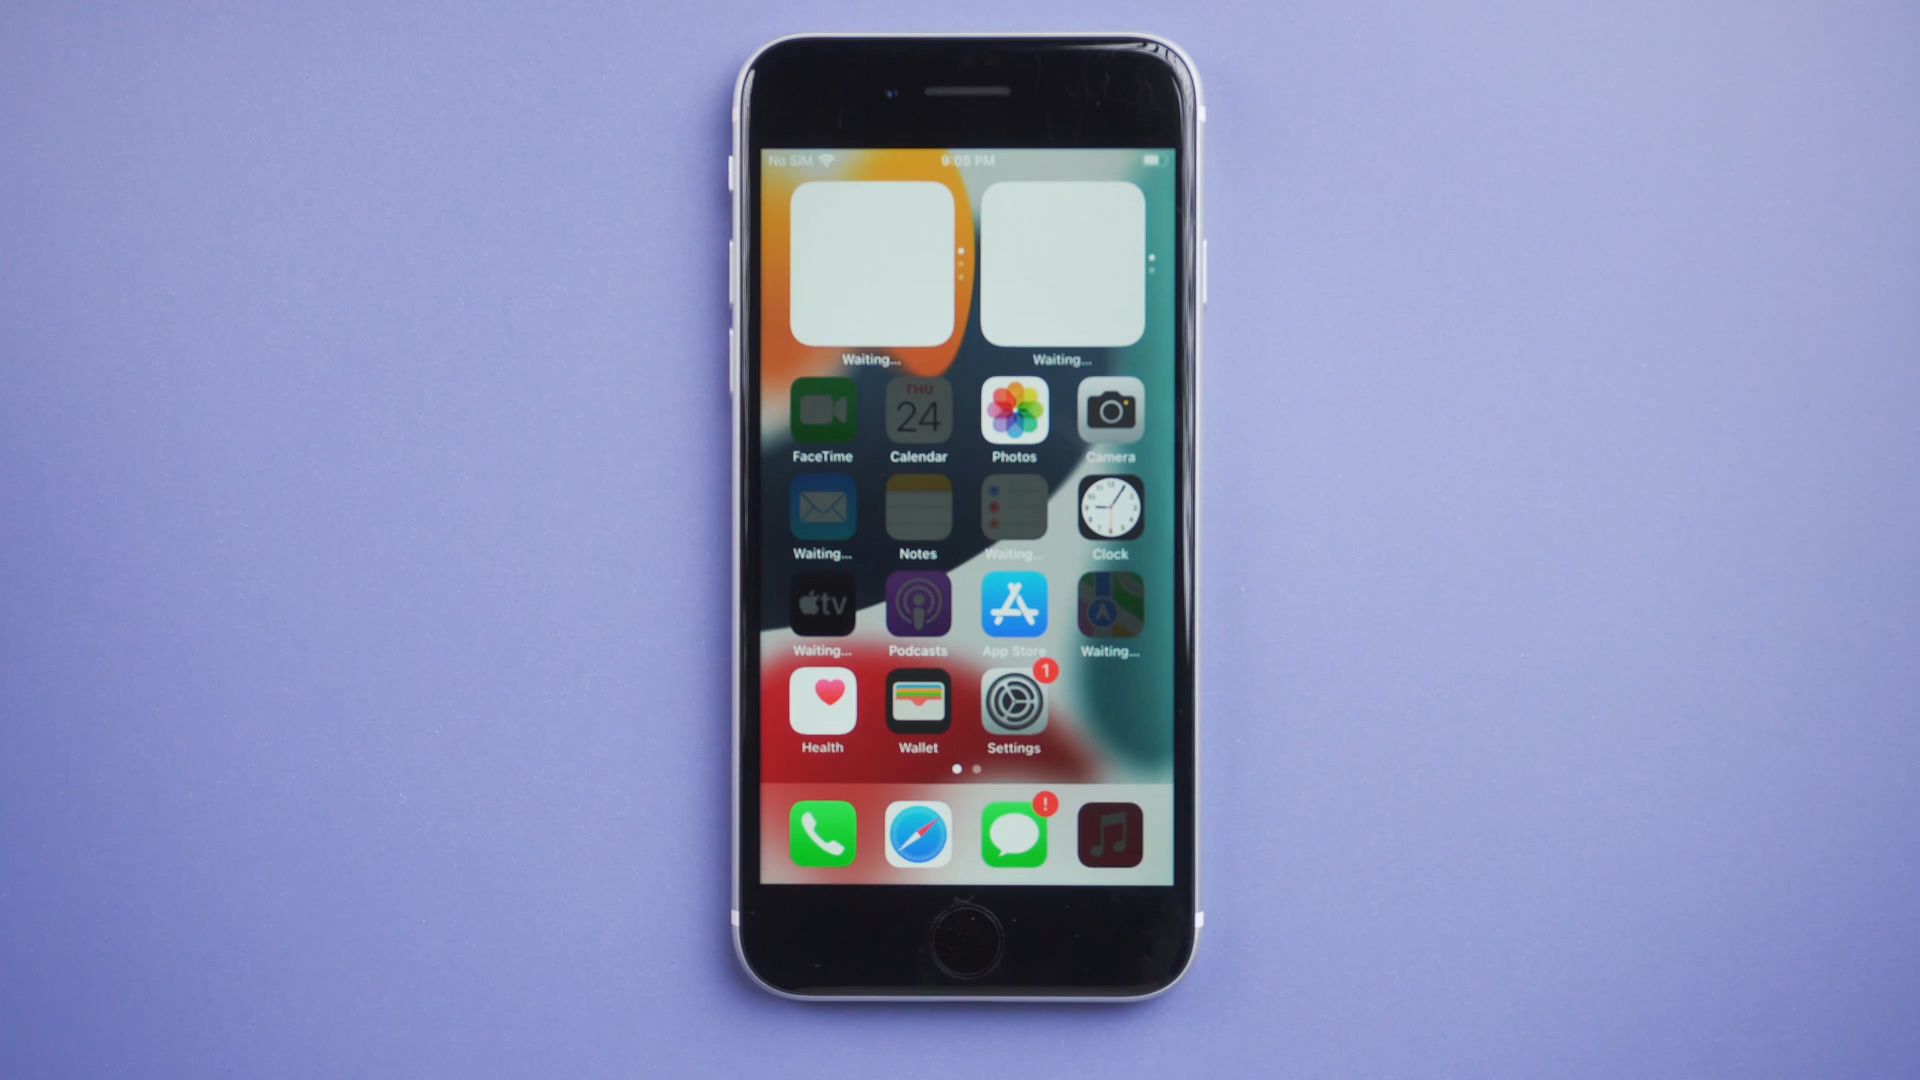 No SIM 9:05 PM
Waiting... Waiting...
THU
24
FaceTime Calendar Photos Camera
Waiting... Notes Waiting... Clock
tv
Waiting... Podcasts App Store Waiting...
1
Health Wallet Settings
!